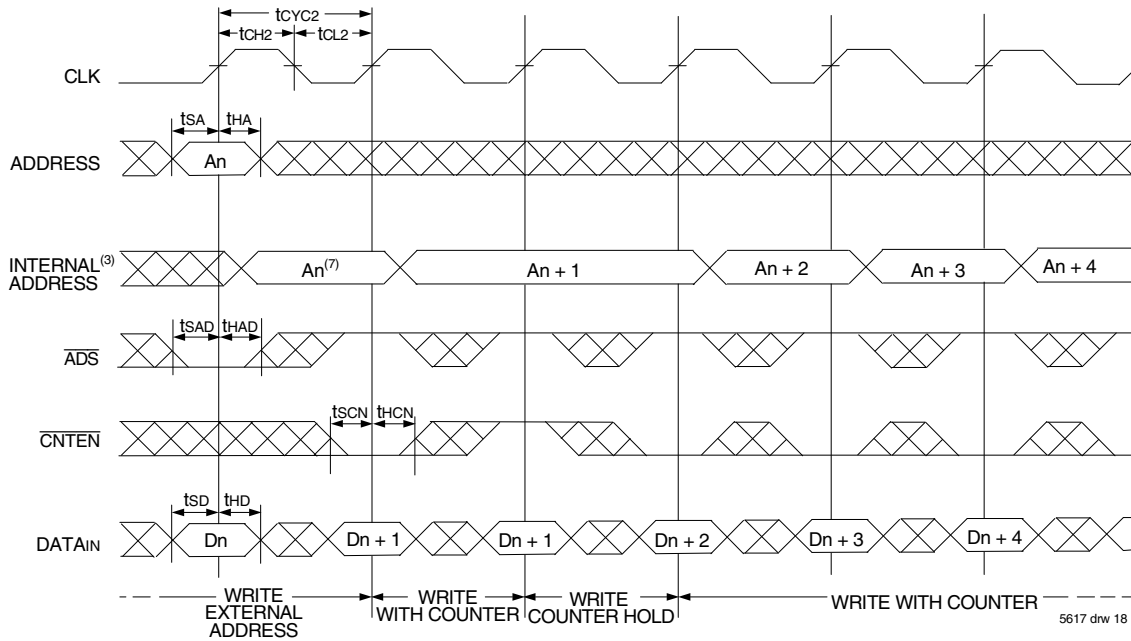 tCYC2
tCH2 tCL2
CLK
tSA tHA
ADDRESS An
INTERNAL(3)
ADDRESS An(7) An + 1 An + 2 An + 3 An + 4
tSAD tHAD
ADS
tSCN tHCN
CNTEN
tSD tHD
DATAIN Dn Dn + 1 Dn + 1 Dn + 2 Dn + 3 Dn + 4
WRITE
EXTERNAL
ADDRESS
WRITE
WITH COUNTER
WRITE
COUNTER HOLD
WRITE WITH COUNTER
5617 drw 18